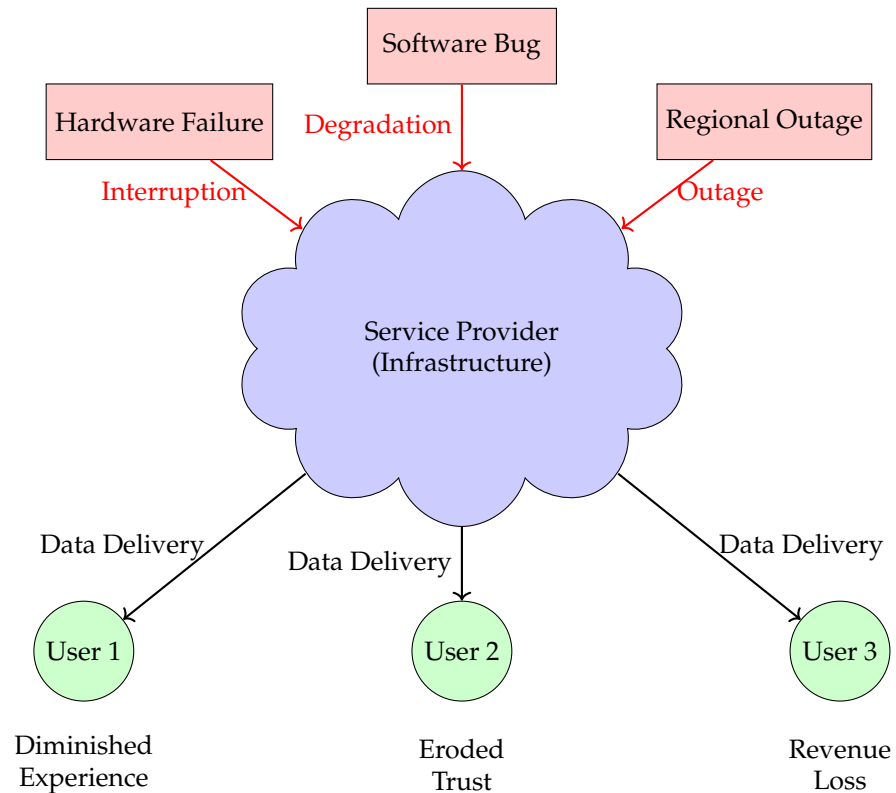 Software Bug
Hardware Failure
Regional Outage
Degradation
Interruption
Outage
Service Provider
(Infrastructure)
Data Delivery
Data Delivery
Data Delivery
User 1
User 2
User 3
Diminished
Experience
Eroded
Trust
Revenue
Loss